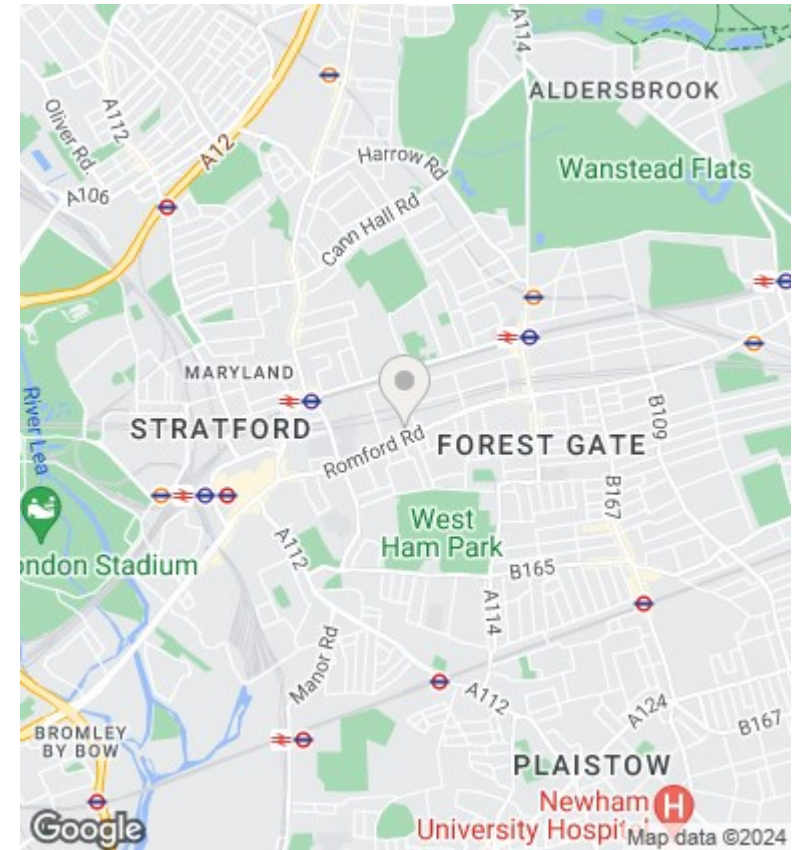 A114
ALDERSBROOK
Oliver Rd.
A112
A12
Harrow Rd
Wanstead Flats
A106
Cann Hall Rd
MARYLAND
River Lea
STRATFORD
Romford Rd
FOREST GATE
B109
B167
West
Ham Park
ondon Stadium
A112
B165
A114
Manor Rd
A112
A124
B167
BROMLEY
BY BOW
PLAISTOW
Newham
University Hospital
H
Google
Map data ©2024